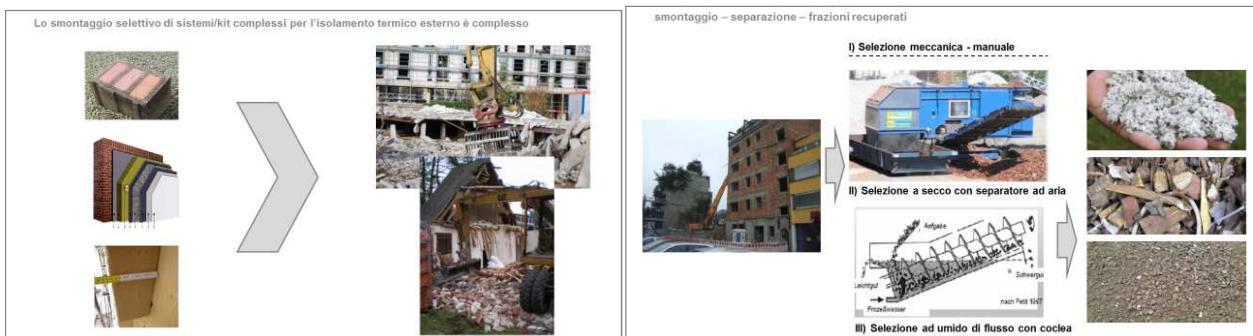 Lo smontaggio selettivo di sistemi/kit complessi per l'isolamento termico esterno è complesso
smontaggio – separazione – frazioni recuperati
I) Selezione meccanica - manuale
II) Selezione a secco con separatore ad aria
Aufgabe
Leichtgut
Schwergut
Prozeßwasser
nach Petit 1967
III) Selezione ad umido di flusso con coclea